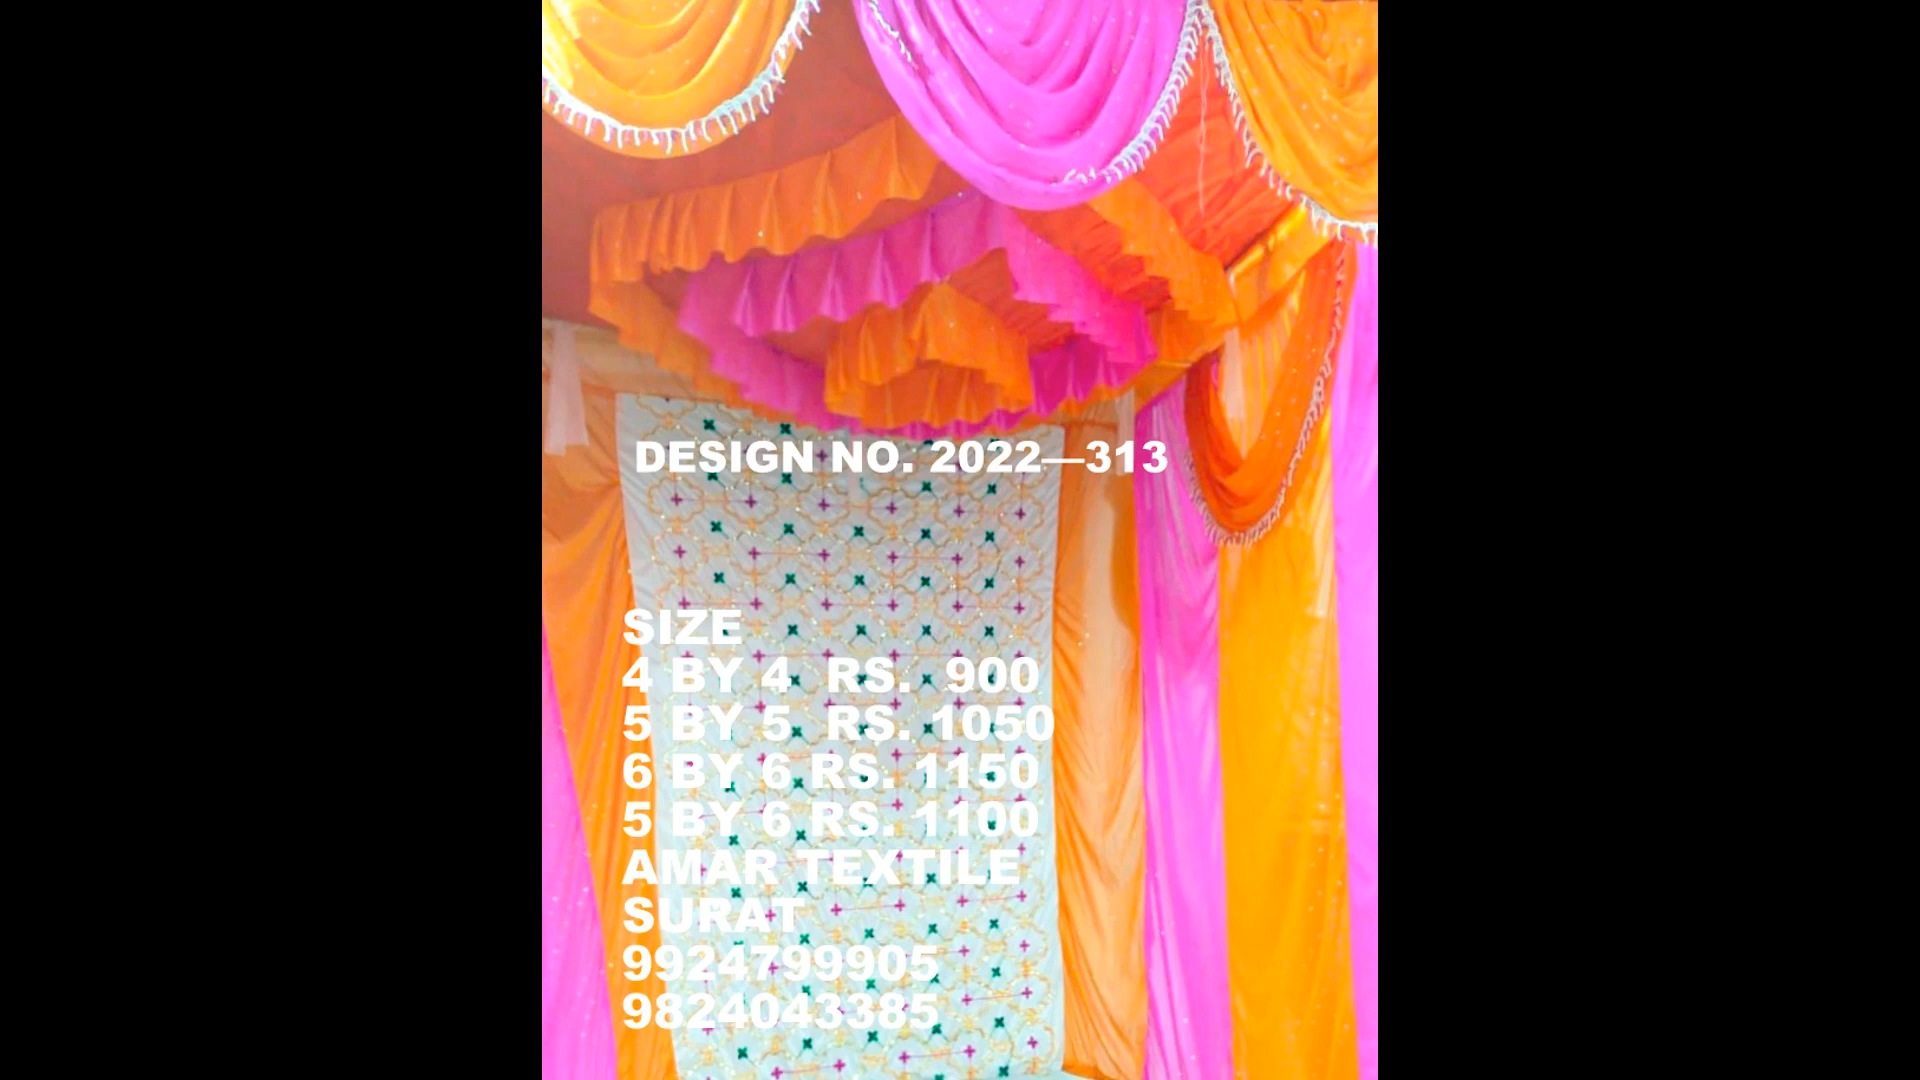 DESIGN NO. 2022—313
SIZE
4 BY 4 RS. 900
5 BY 5 RS. 1050
6 BY 6 RS. 1150
5 BY 6 RS. 1100
AMAR TEXTILE
SURAT
9924799905
9824043385